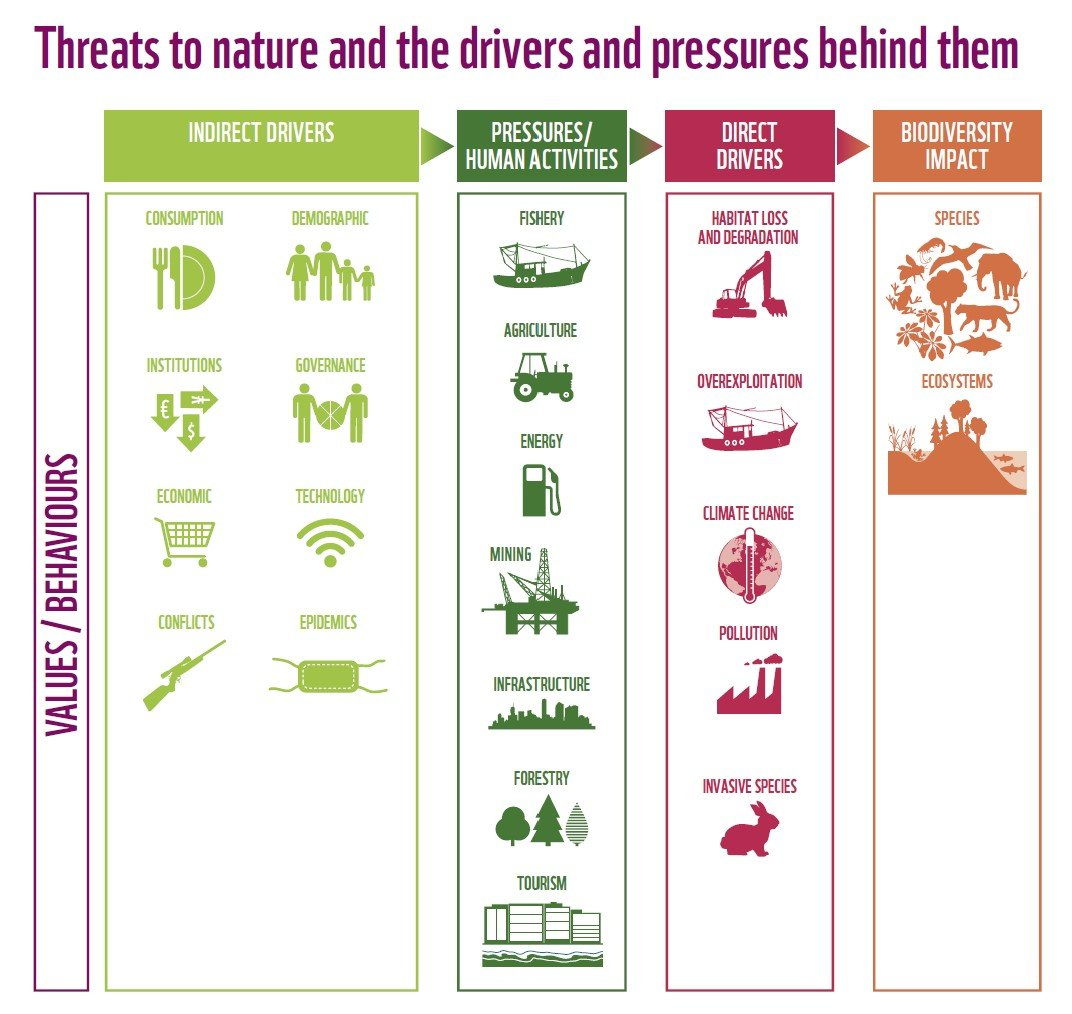 Threats to nature and the drivers and pressures behind them
INDIRECT DRIVERS
PRESSURES/
HUMAN ACTIVITIES
DIRECT
DRIVERS
BIODIVERSITY
IMPACT
VALUES / BEHAVIOURS
CONSUMPTION
DEMOGRAPHIC
INSTITUTIONS
GOVERNANCE
€
¥
$
ECONOMIC
TECHNOLOGY
CONFLICTS
EPIDEMICS
FISHERY
AGRICULTURE
ENERGY
MINING
INFRASTRUCTURE
FORESTRY
TOURISM
HABITAT LOSS
AND DEGRADATION
OVEREXPLOITATION
CLIMATE CHANGE
POLLUTION
INVASIVE SPECIES
SPECIES
ECOSYSTEMS